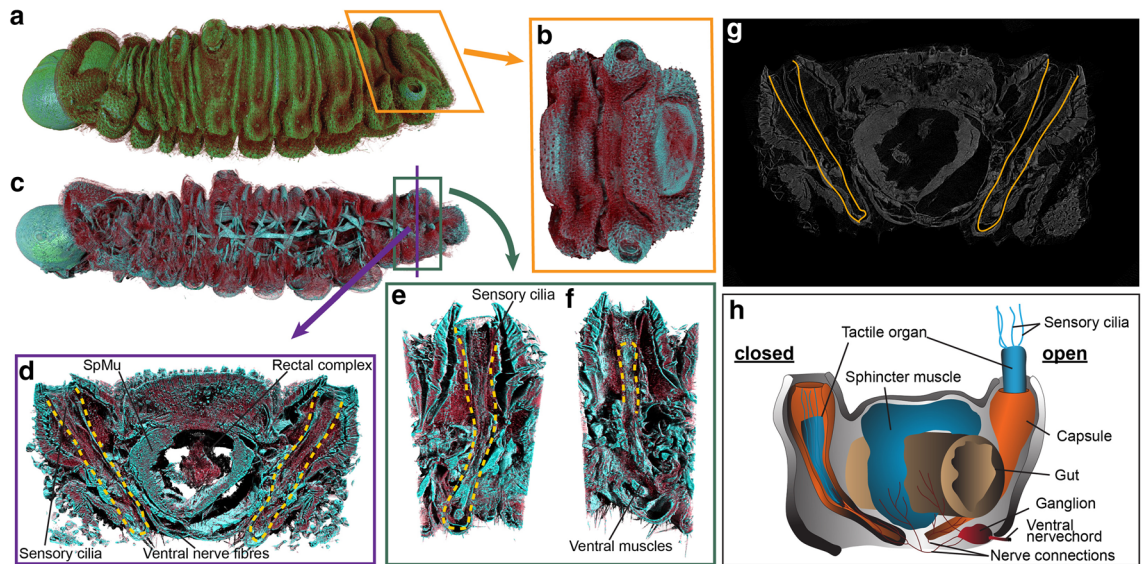 a
b
c
d
SpMu
Rectal complex
Sensory cilia
Ventral nerve fibres
e
f
Sensory cilia
Ventral muscles
g
h
Sensory cilia
Tactile organ
closed
open
Sphincter muscle
Capsule
Gut
Ganglion
Ventral
nervechord
Nerve connections